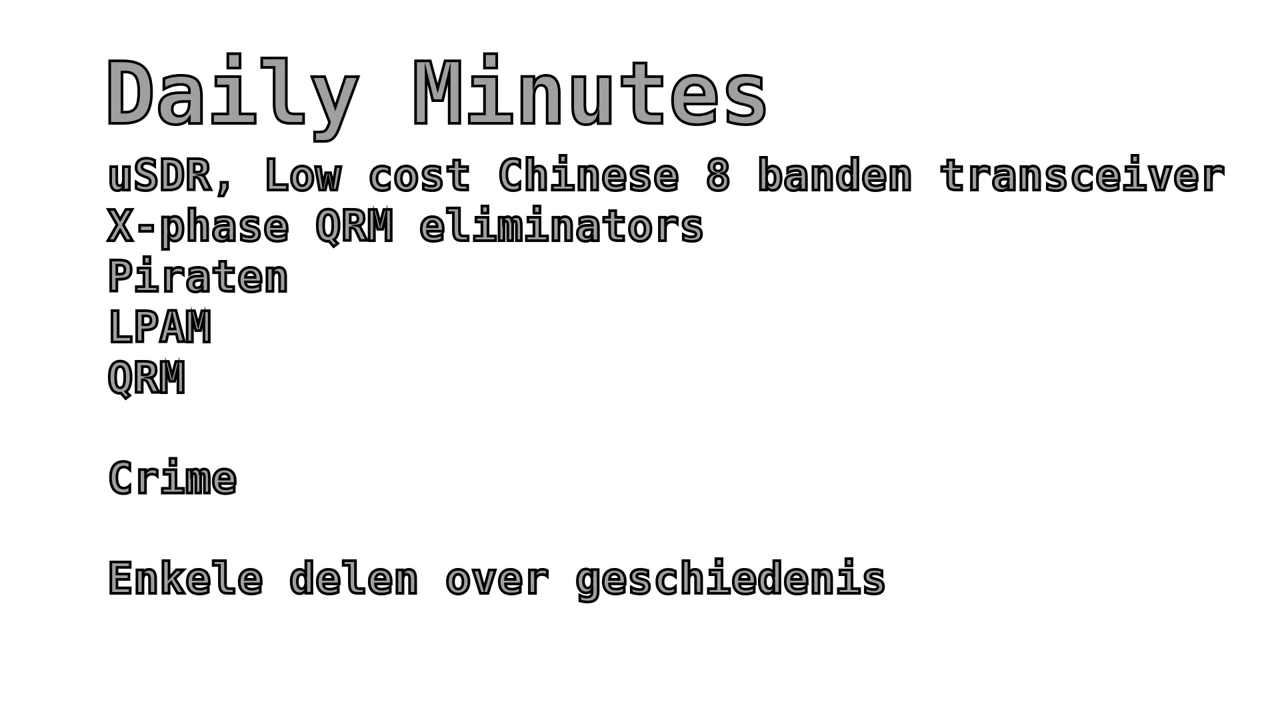 Daily Minutes
uSDR, Low cost Chinese 8 banden transceiver
X-phase QRM eliminators
Piraten
LPAM
QRM
Crime
Enkele delen over geschiedenis